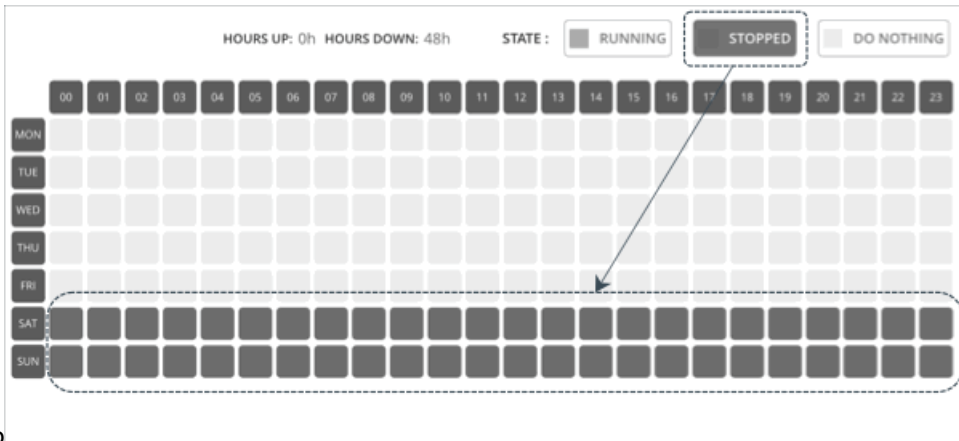 HOURS UP: 0h HOURS DOWN: 48h STATE : RUNNING STOPPED DO NOTHING
00 01 02 03 04 05 06 07 08 09 10 11 12 13 14 15 16 17 18 19 20 21 22 23
MON
TUE
WED
THU
FRI
SAT
SUN